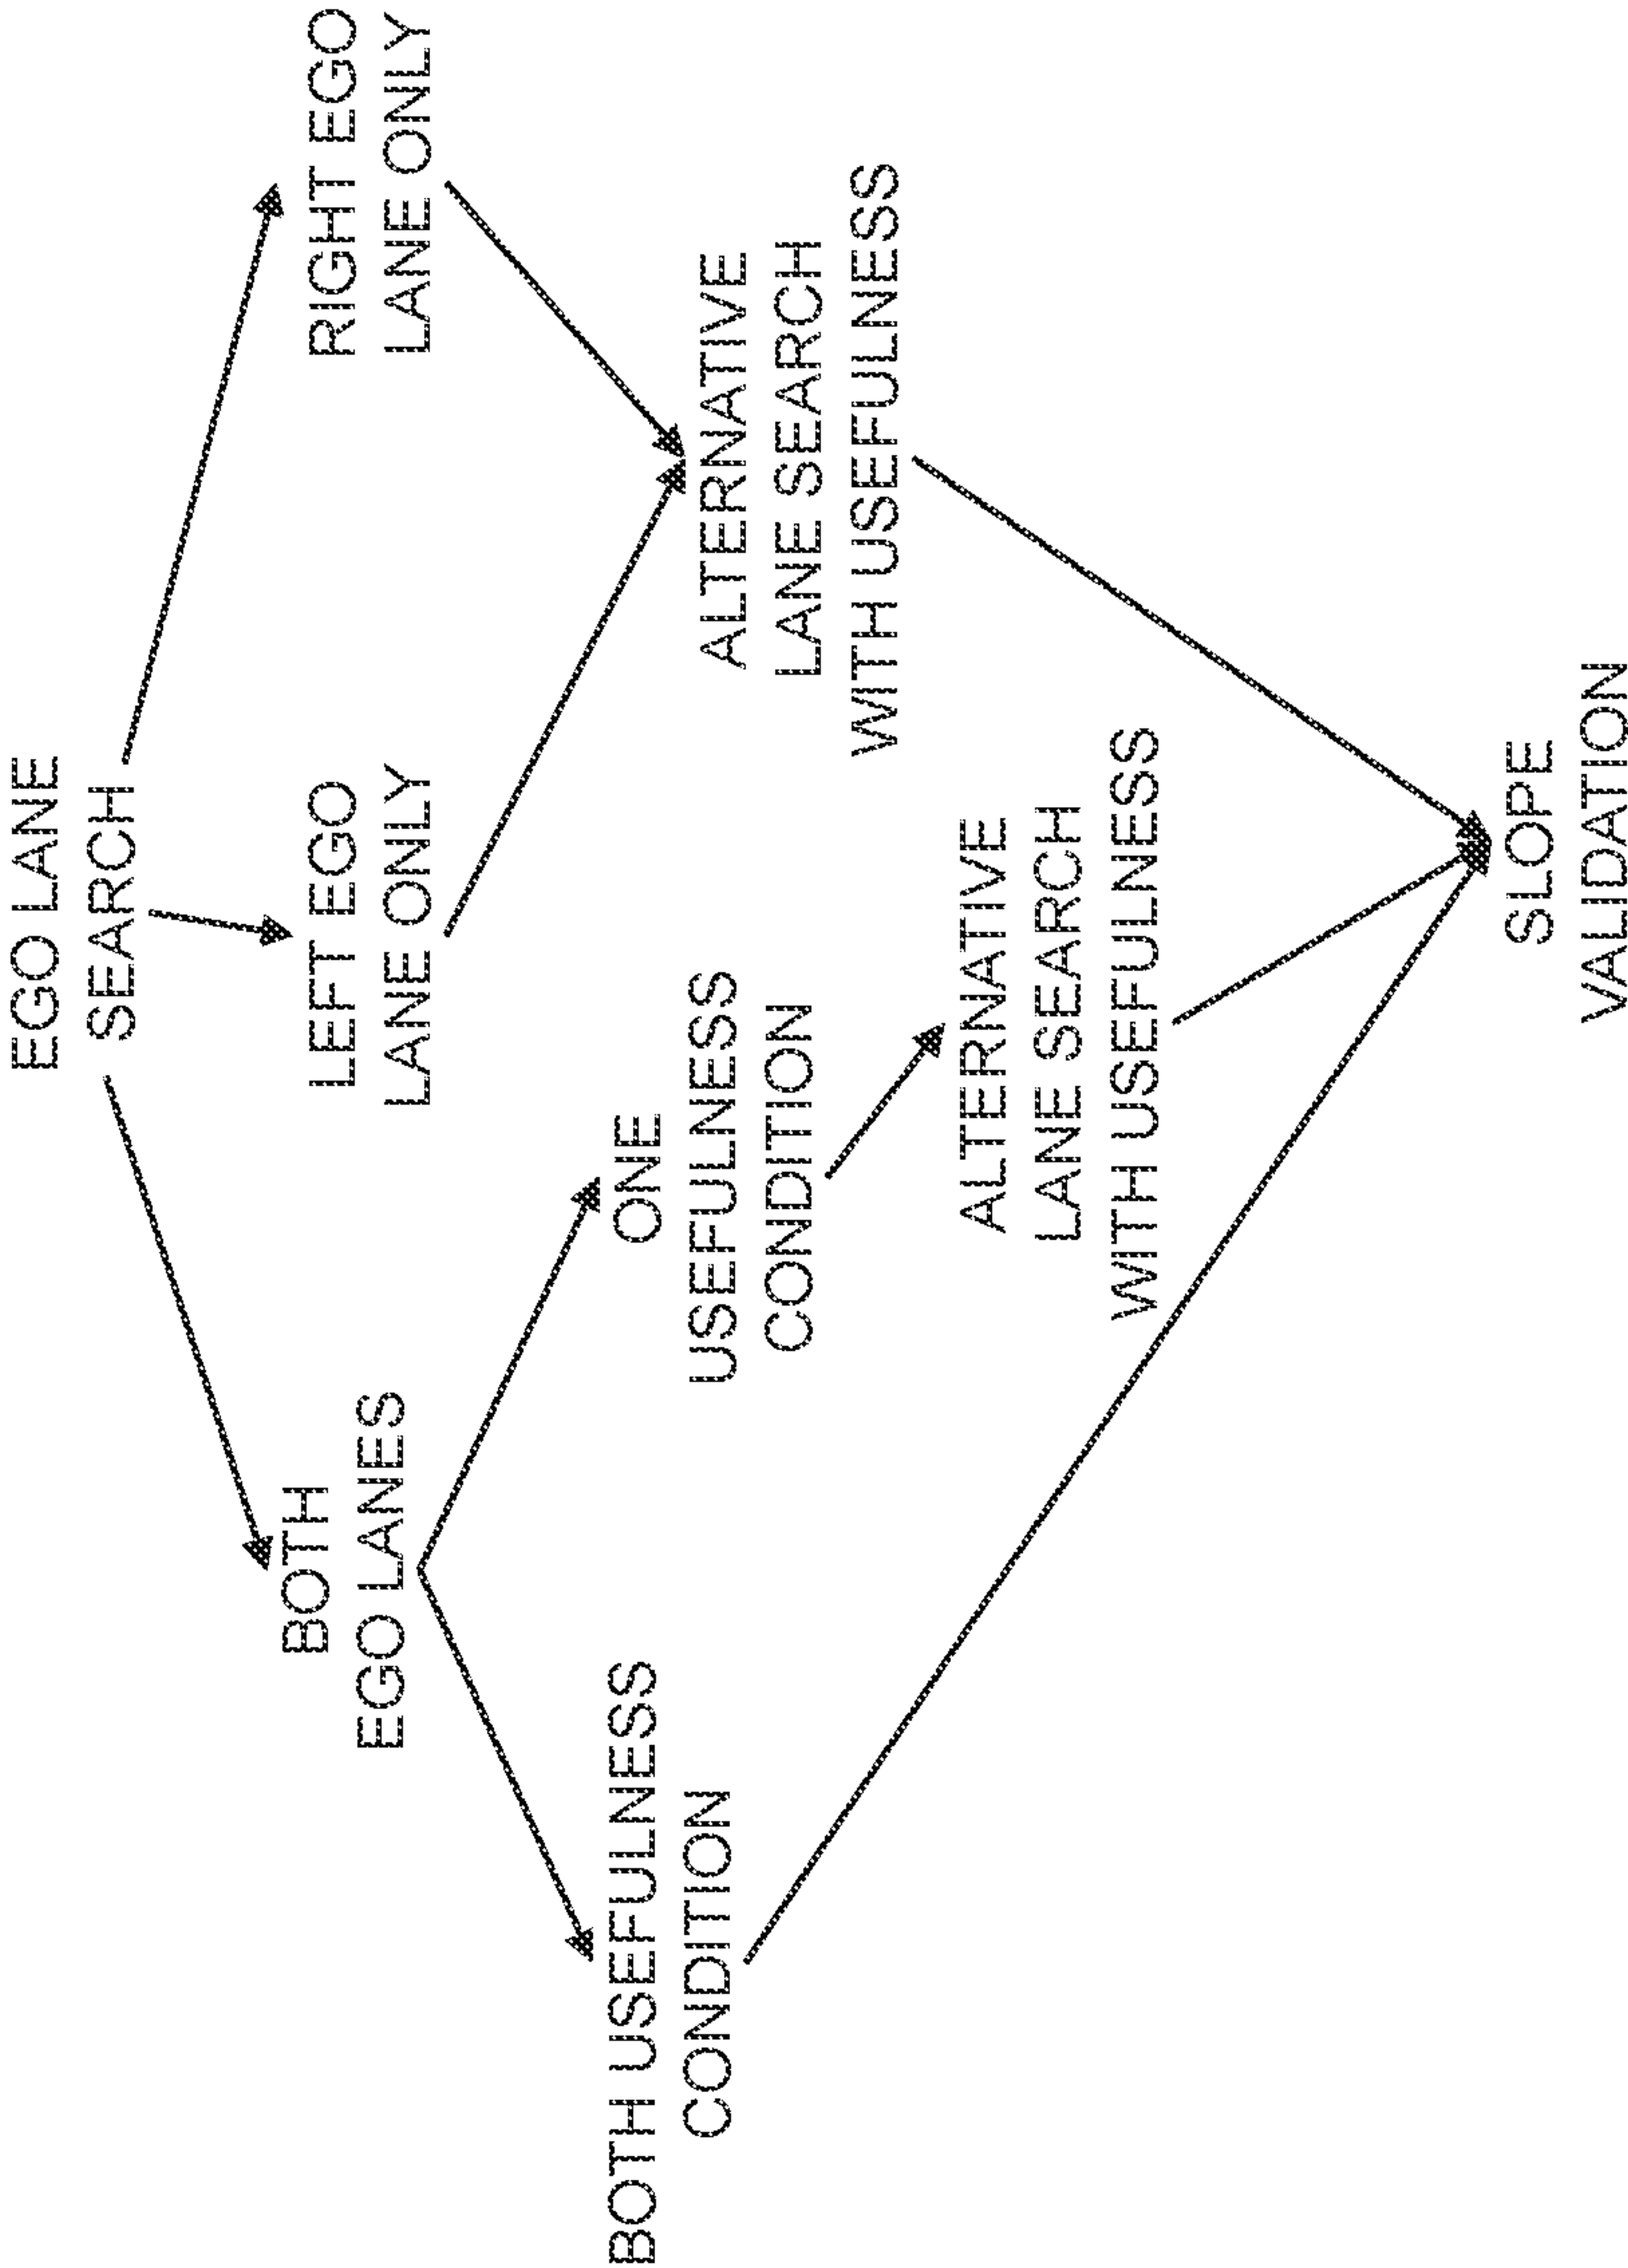 EGO LANE
SEARCH
BOTH
EGO LANES
LEFT EGO
LANE ONLY
RIGHT EGO
LANE ONLY
BOTH USEFULNESS
CONDITION
ONE
USEFULNESS
CONDITION
ALTERNATIVE
LANE SEARCH
WITH USEFULNESS
ALTERNATIVE
LANE SEARCH
WITH USEFULNESS
SLOPE
VALIDATION